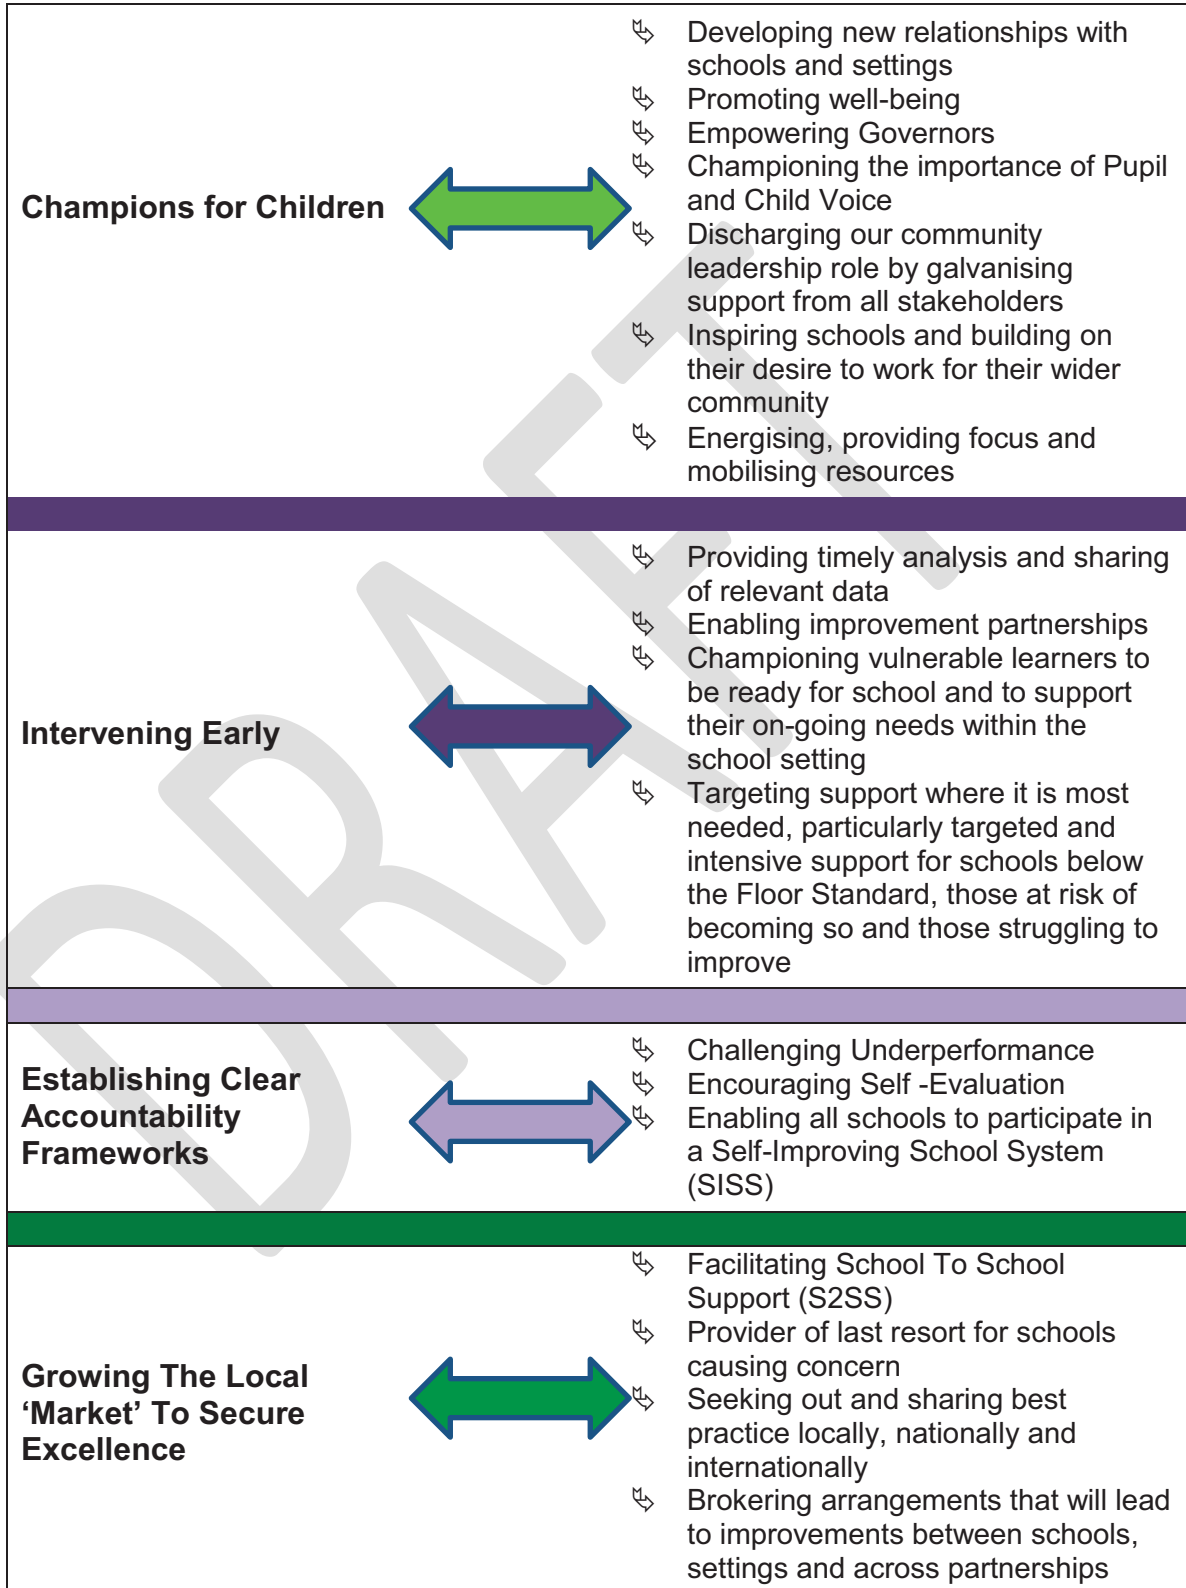 Champions for Children
Developing new relationships with
schools and settings
Promoting well-being
Empowering Governors
Championing the importance of Pupil
and Child Voice
Discharging our community
leadership role by galvanising
support from all stakeholders
Inspiring schools and building on
their desire to work for their wider
community
Energising, providing focus and
mobilising resources
Intervening Early
Providing timely analysis and sharing
of relevant data
Enabling improvement partnerships
Championing vulnerable learners to
be ready for school and to support
their on-going needs within the
school setting
Targeting support where it is most
needed, particularly targeted and
intensive support for schools below
the Floor Standard, those at risk of
becoming so and those struggling to
improve
Establishing Clear
Accountability
Frameworks
Challenging Underperformance
Encouraging Self -Evaluation
Enabling all schools to participate in
a Self-Improving School System
(SISS)
Growing The Local
‘Market’ To Secure
Excellence
Facilitating School To School
Support (S2SS)
Provider of last resort for schools
causing concern
Seeking out and sharing best
practice locally, nationally and
internationally
Brokering arrangements that will lead
to improvements between schools,
settings and across partnerships
DRAFT